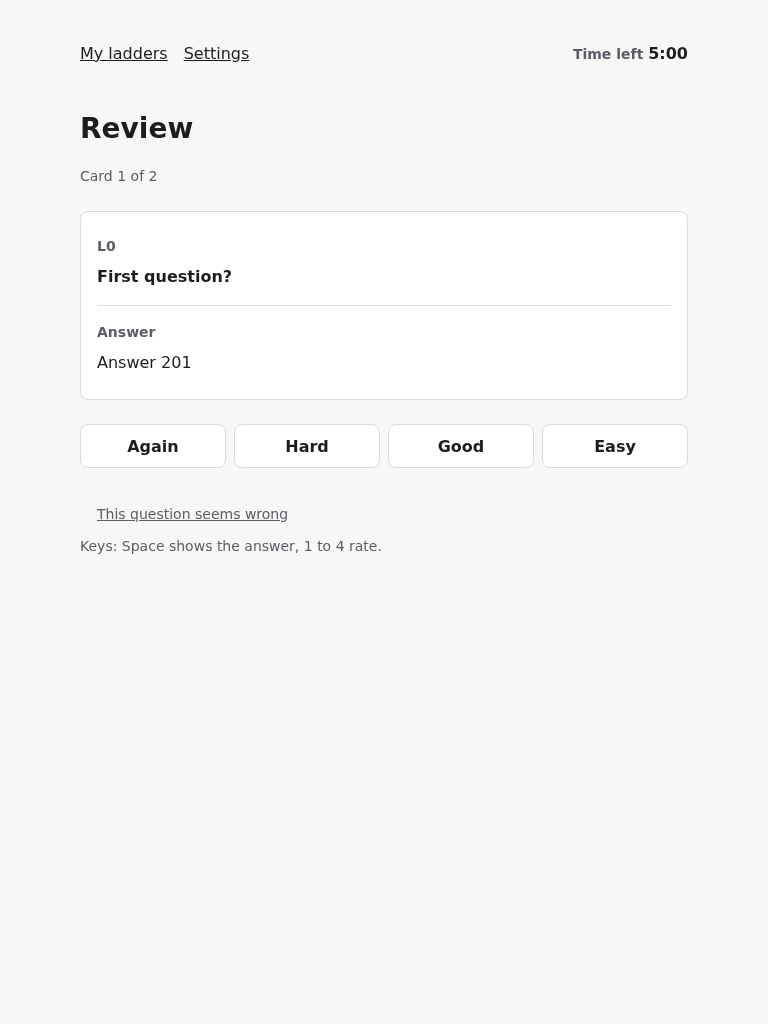 My ladders Settings Time left 5:00
Review
Card 1 of 2
L0
First question?
Answer
Answer 201
Again Hard Good Easy
This question seems wrong
Keys: Space shows the answer, 1 to 4 rate.